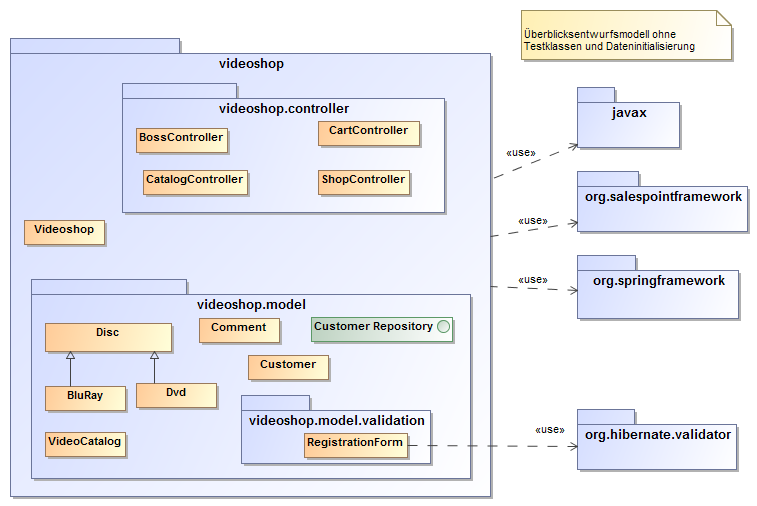 Überblicksentwurfsmodell ohne
Testklassen und Dateninitialisierung
videoshop
videoshop.controller
BossController
CartController
CatalogController
ShopController
Videoshop
videoshop.model
Disc
Comment
Customer Repository
Customer
BluRay
Dvd
VideoCatalog
videoshop.model.validation
RegistrationForm
«use»
javax
«use»
org.salespointframework
«use»
org.springframework
«use»
org.hibernate.validator